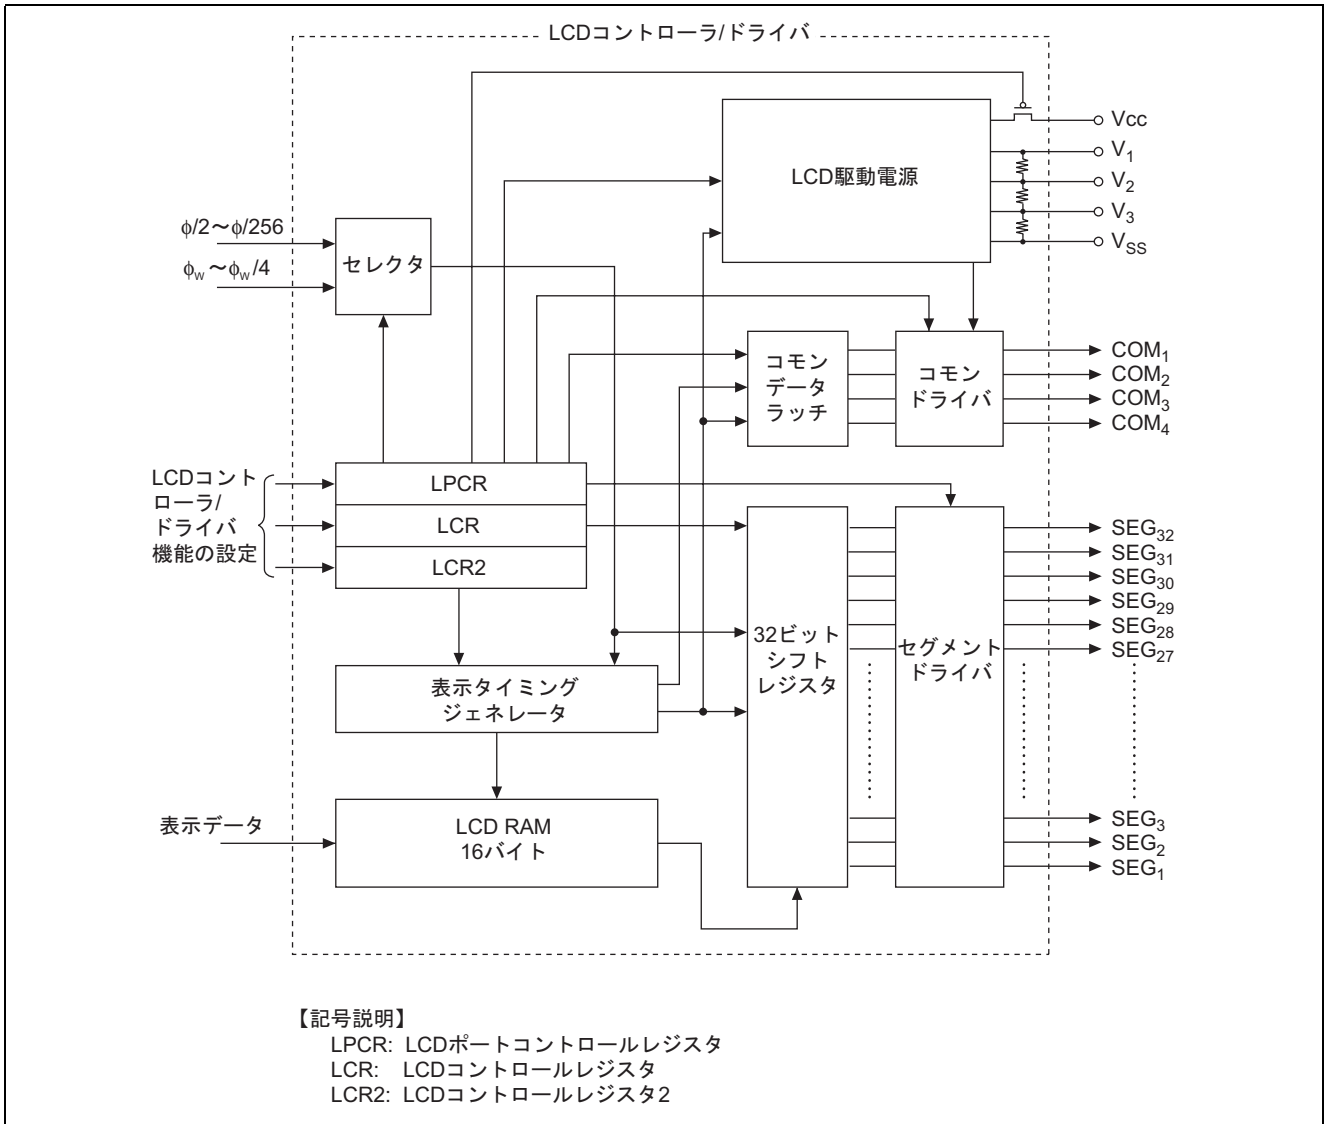 LCDコントローラ/ドライバ
Vcc
V1
V2
V3
VSS
LCD駆動電源
φ/2〜φ/256
φw〜φw/4
セレクタ
コモン
データ
ラッチ
コモン
ドライバ
COM1
COM2
COM3
COM4
LCDコント
ローラ/
ドライバ
機能の設定
LPCR
LCR
LCR2
SEG32
SEG31
SEG30
SEG29
SEG28
SEG27
32ビット
シフト
レジスタ
セグメント
ドライバ
表示タイミング
ジェネレータ
表示データ
LCD RAM
16バイト
SEG3
SEG2
SEG1
【記号説明】
LPCR: LCDポートコントロールレジスタ
LCR: LCDコントロールレジスタ
LCR2: LCDコントロールレジスタ2